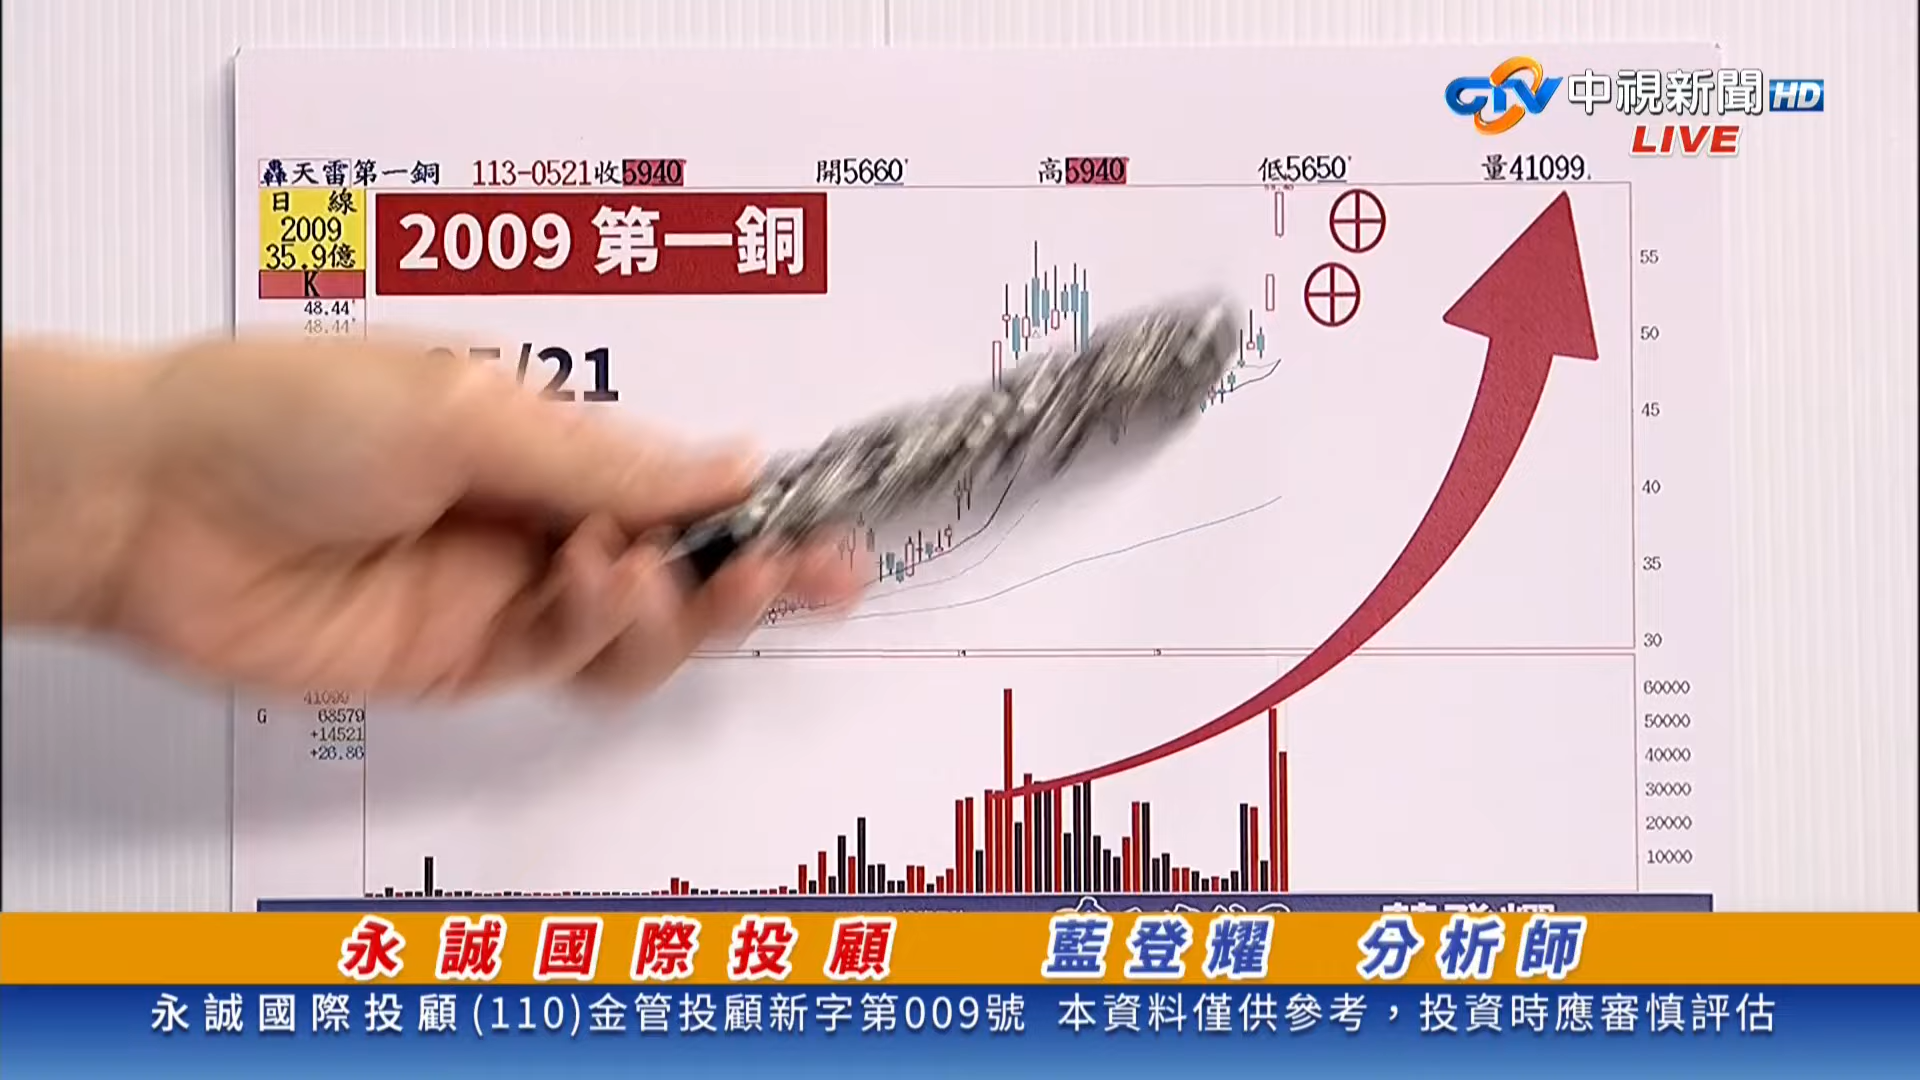 CTV 中視新聞 HD
LIVE
轟天雷第一銅 113-0521收5940 開5660 高5940 低5650 量41099
日 線
2009
35.9億
K
48.44
48.44
2009 第一銅
/21
55
50
45
40
35
30
3 4 5
41099
G 68579
+14521
+26.86
60000
50000
40000
30000
20000
10000
永誠國際投顧 藍登耀 分析師
永誠國際投顧(110)金管投顧新字第009號 本資料僅供參考，投資時應審慎評估